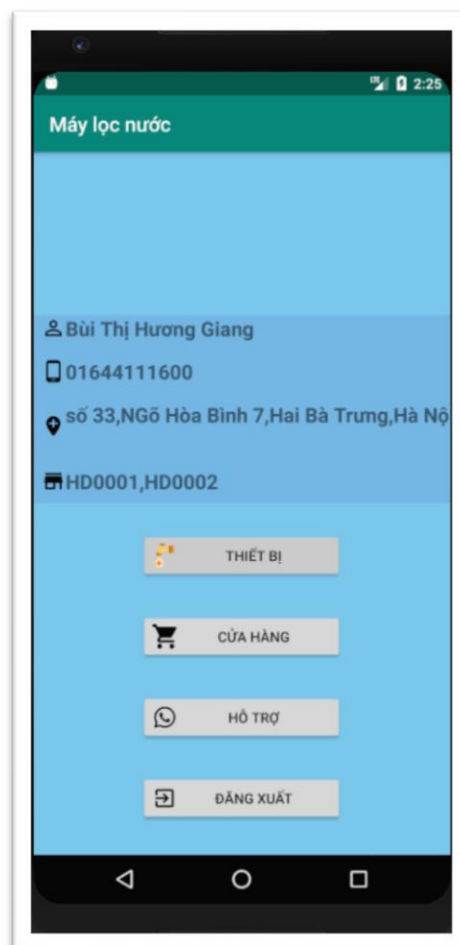 2:25
Máy lọc nước
Bùi Thị Hương Giang
01644111600
số 33,NGõ Hòa Bình 7,Hai Bà Trưng,Hà Nộ
HD0001,HD0002
THIẾT BỊ
CỬA HÀNG
HỖ TRỢ
ĐĂNG XUẤT